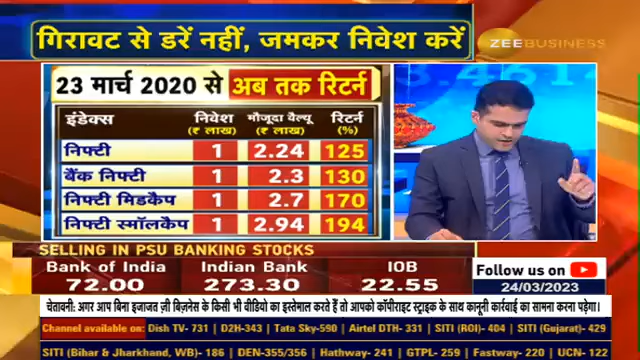 गिरावट से डरें नहीं, जमकर निवेश करें
ZEE BUSINESS
23 मार्च 2020 से अब तक रिटर्न
इंडेक्स निवेश (₹ लाख) मौजूदा वैल्यू (₹ लाख) रिटर्न (%)
निफ्टी 1 2.24 125
बैंक निफ्टी 1 2.3 130
निफ्टी मिडकैप 1 2.7 170
निफ्टी स्मॉलकैप 1 2.94 194
SELLING IN PSU BANKING STOCKS
Bank of India Indian Bank IOB
72.00 273.30 22.55
Follow us on
24/03/2023
चेतावनी: अगर आप बिना इजाजत ज़ी बिज़नेस के किसी भी वीडियो का इस्तेमाल करते हैं तो आपको कॉपीराइट स्ट्राइक के साथ कानूनी कार्रवाई का सामना करना पड़ेगा।
Channel available on: Dish TV- 731 | D2H-343 | Tata Sky-590 | Airtel DTH- 331 | SITI (ROI)- 404 | SITI (Gujarat)- 429
SITI (Bihar & Jharkhand, WB)- 186 | DEN-355/356 | Hathway- 241 | GTPL- 259 | Fastway- 220 | UCN- 122